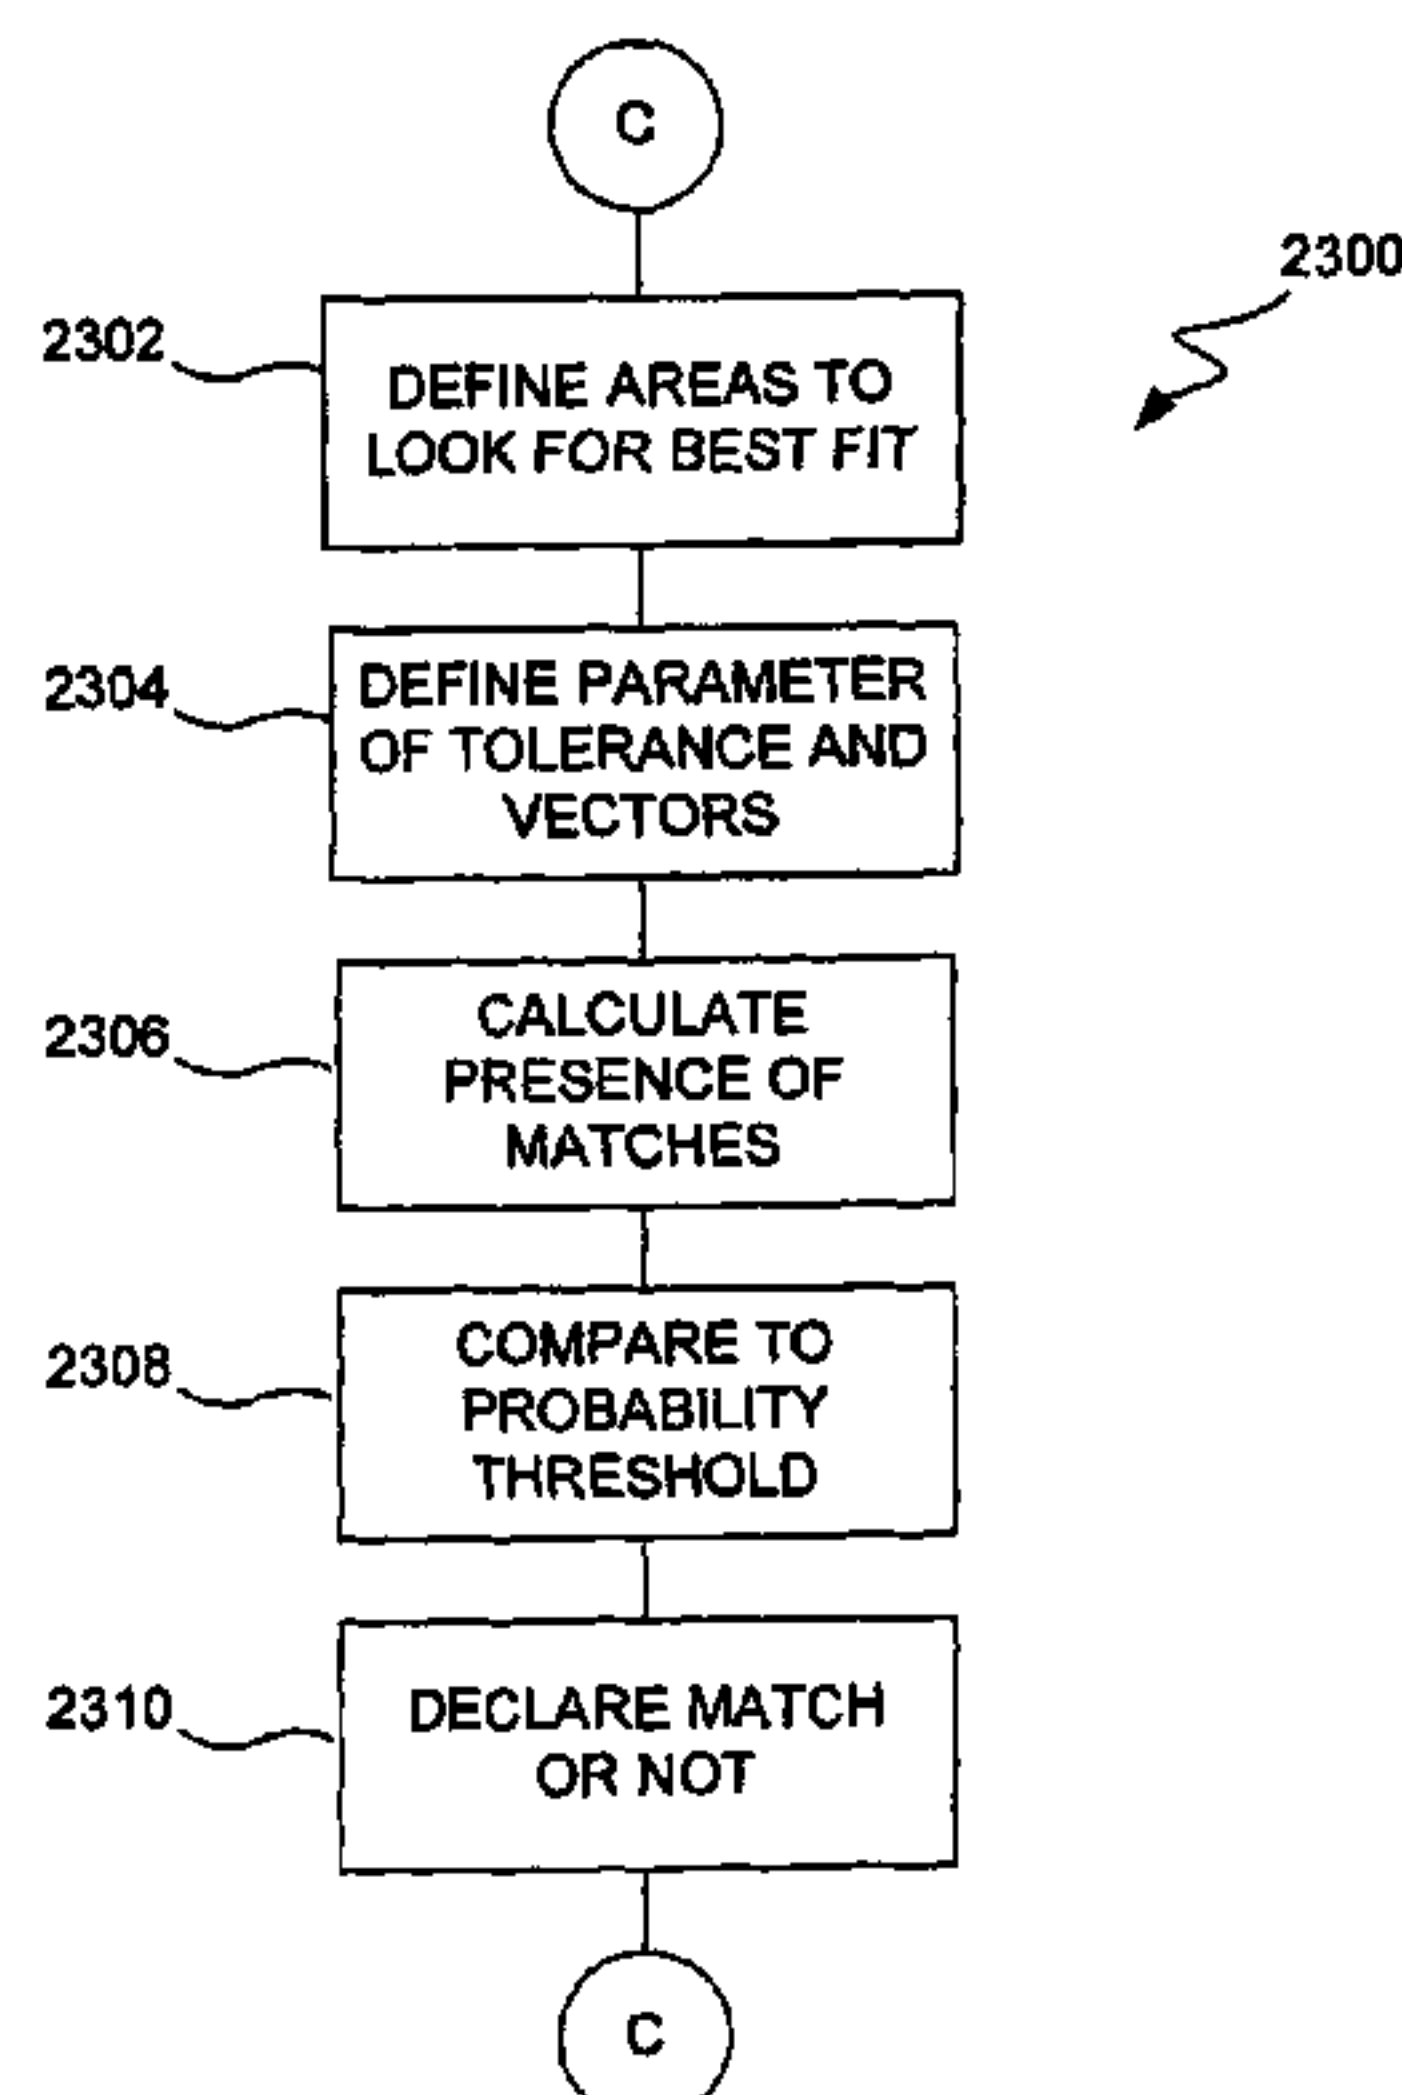 C
2300
2302
DEFINE AREAS TO
LOOK FOR BEST FIT
2304
DEFINE PARAMETER
OF TOLERANCE AND
VECTORS
2306
CALCULATE
PRESENCE OF
MATCHES
2308
COMPARE TO
PROBABILITY
THRESHOLD
2310
DECLARE MATCH
OR NOT
C